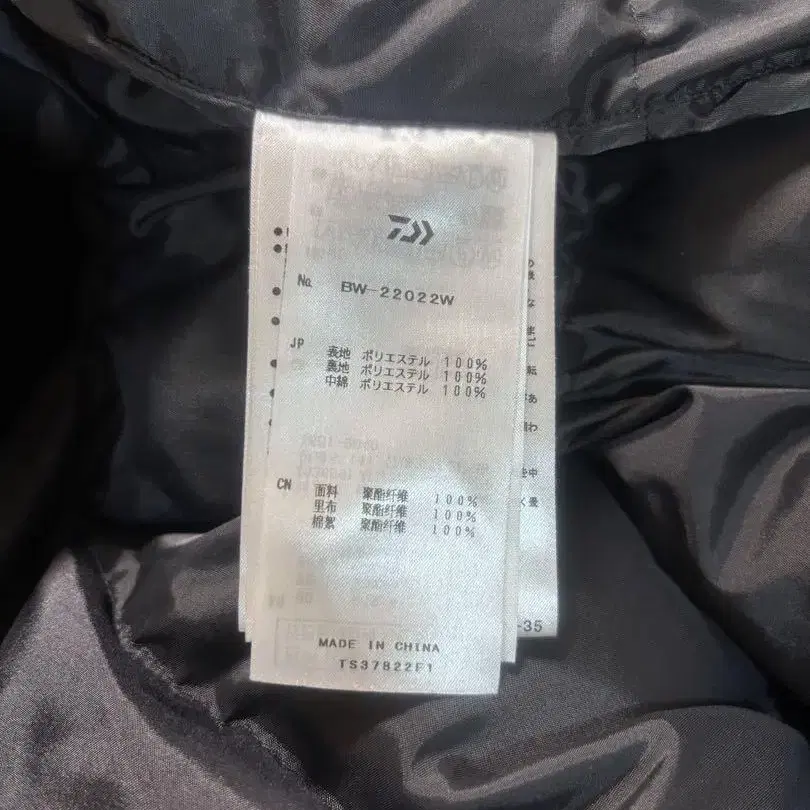 No. BW-22022W
JP
表地 ポリエステル 100%
裏地 ポリエステル 100%
中綿 ポリエステル 100%
CN
面料 聚酯纤维 100%
里布 聚酯纤维 100%
棉絮 聚酯纤维 100%
MADE IN CHINA
TS37822F1
-35